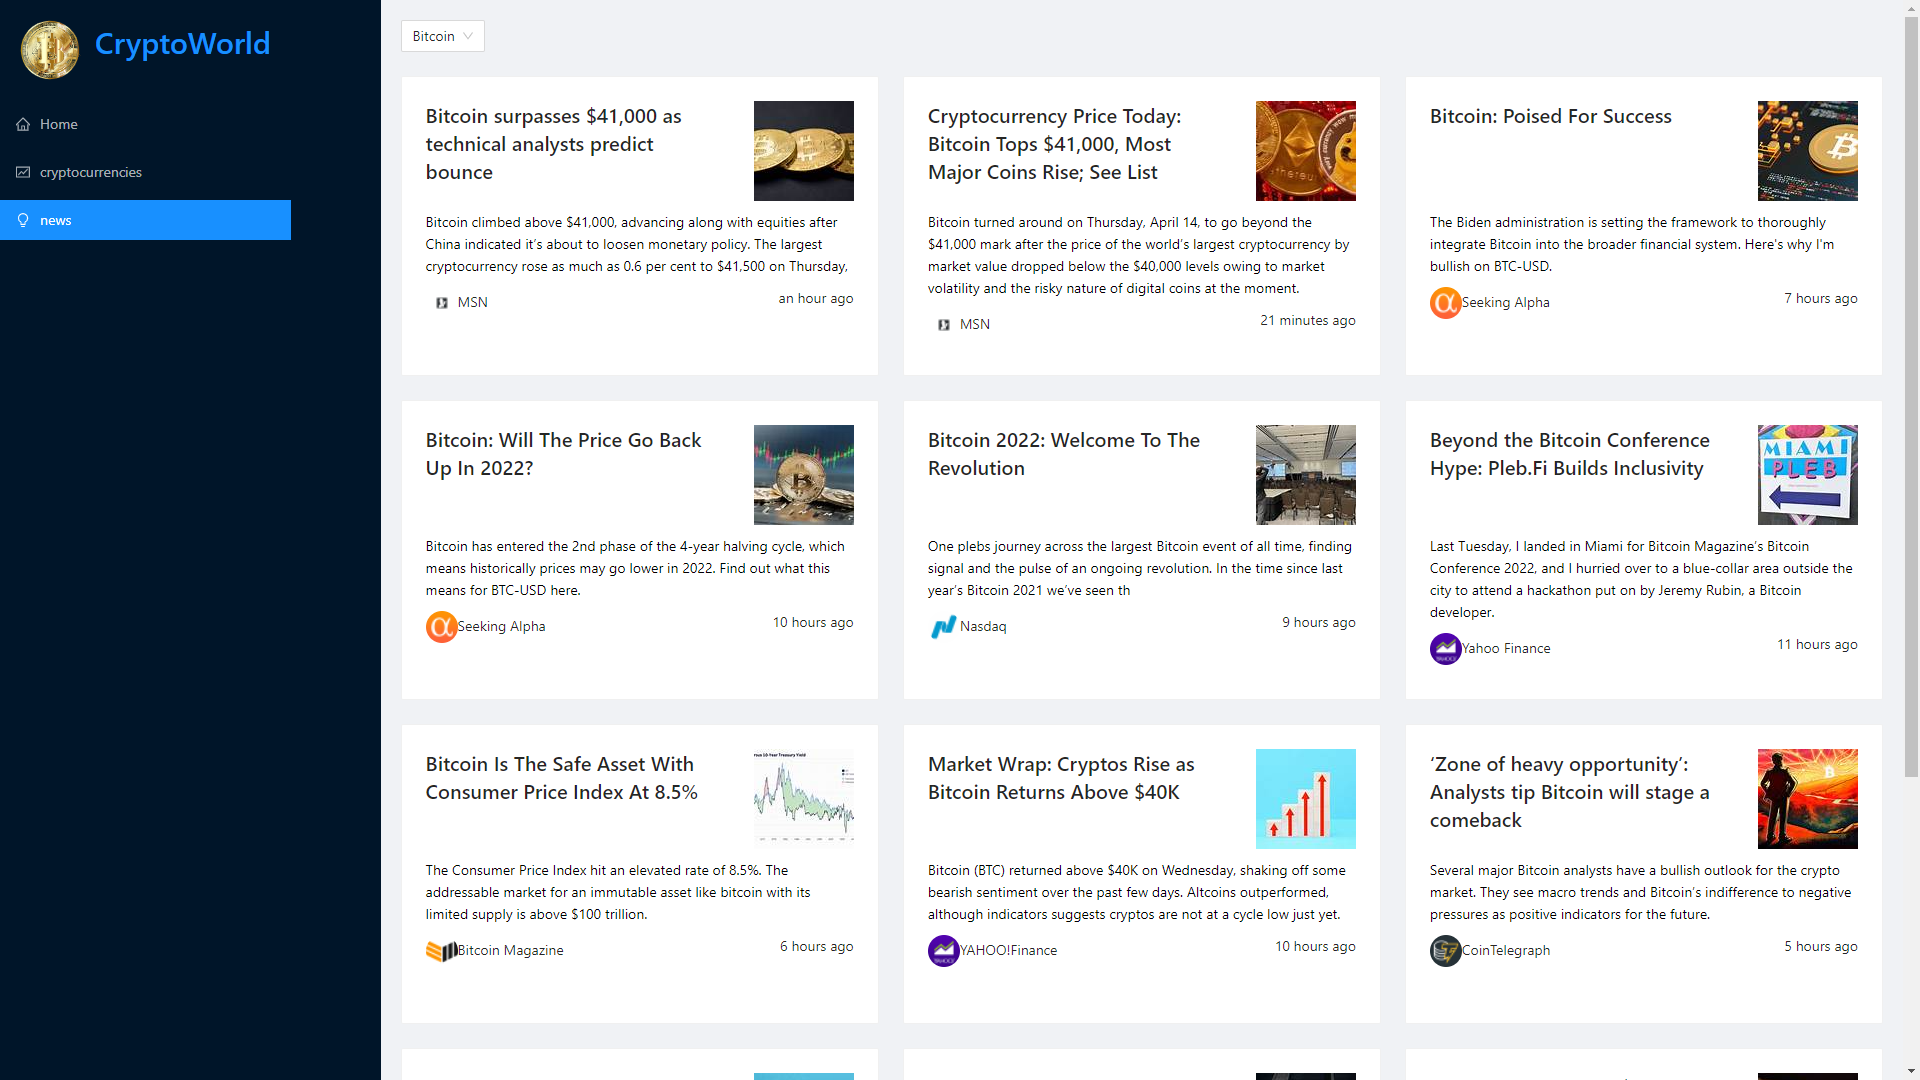 CryptoWorld
Home
cryptocurrencies
news
Bitcoin
Bitcoin surpasses $41,000 as
technical analysts predict
bounce
Bitcoin climbed above $41,000, advancing along with equities after
China indicated it’s about to loosen monetary policy. The largest
cryptocurrency rose as much as 0.6 per cent to $41,500 on Thursday,
MSN
an hour ago
Cryptocurrency Price Today:
Bitcoin Tops $41,000, Most
Major Coins Rise; See List
Bitcoin turned around on Thursday, April 14, to go beyond the
$41,000 mark after the price of the world’s largest cryptocurrency by
market value dropped below the $40,000 levels owing to market
volatility and the risky nature of digital coins at the moment.
MSN
21 minutes ago
Bitcoin: Poised For Success
The Biden administration is setting the framework to thoroughly
integrate Bitcoin into the broader financial system. Here's why I'm
bullish on BTC-USD.
Seeking Alpha
7 hours ago
Bitcoin: Will The Price Go Back
Up In 2022?
Bitcoin has entered the 2nd phase of the 4-year halving cycle, which
means historically prices may go lower in 2022. Find out what this
means for BTC-USD here.
Seeking Alpha
10 hours ago
Bitcoin 2022: Welcome To The
Revolution
One plebs journey across the largest Bitcoin event of all time, finding
signal and the pulse of an ongoing revolution. In the time since last
year’s Bitcoin 2021 we’ve seen th
Nasdaq
9 hours ago
Beyond the Bitcoin Conference
Hype: Pleb.Fi Builds Inclusivity
MIAMI
PLEB
Last Tuesday, I landed in Miami for Bitcoin Magazine’s Bitcoin
Conference 2022, and I hurried over to a blue-collar area outside the
city to attend a hackathon put on by Jeremy Rubin, a Bitcoin
developer.
Yahoo Finance
11 hours ago
Bitcoin Is The Safe Asset With
Consumer Price Index At 8.5%
The Consumer Price Index hit an elevated rate of 8.5%. The
addressable market for an immutable asset like bitcoin with its
limited supply is above $100 trillion.
Bitcoin Magazine
6 hours ago
Market Wrap: Cryptos Rise as
Bitcoin Returns Above $40K
Bitcoin (BTC) returned above $40K on Wednesday, shaking off some
bearish sentiment over the past few days. Altcoins outperformed,
although indicators suggests cryptos are not at a cycle low just yet.
YAHOO!Finance
10 hours ago
‘Zone of heavy opportunity’:
Analysts tip Bitcoin will stage a
comeback
Several major Bitcoin analysts have a bullish outlook for the crypto
market. They see macro trends and Bitcoin’s indifference to negative
pressures as positive indicators for the future.
CoinTelegraph
5 hours ago